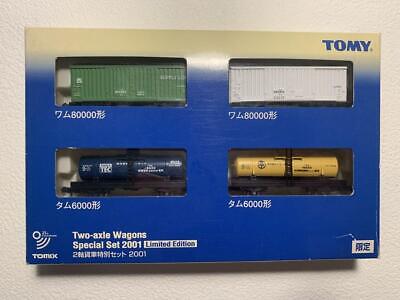 TOMY
ワム80000形
ワム80000形
タム6000形
タム6000形
Two-axle Wagons
Special Set 2001 Limited Edition
2軸貨車特別セット 2001
TOMIX
限定